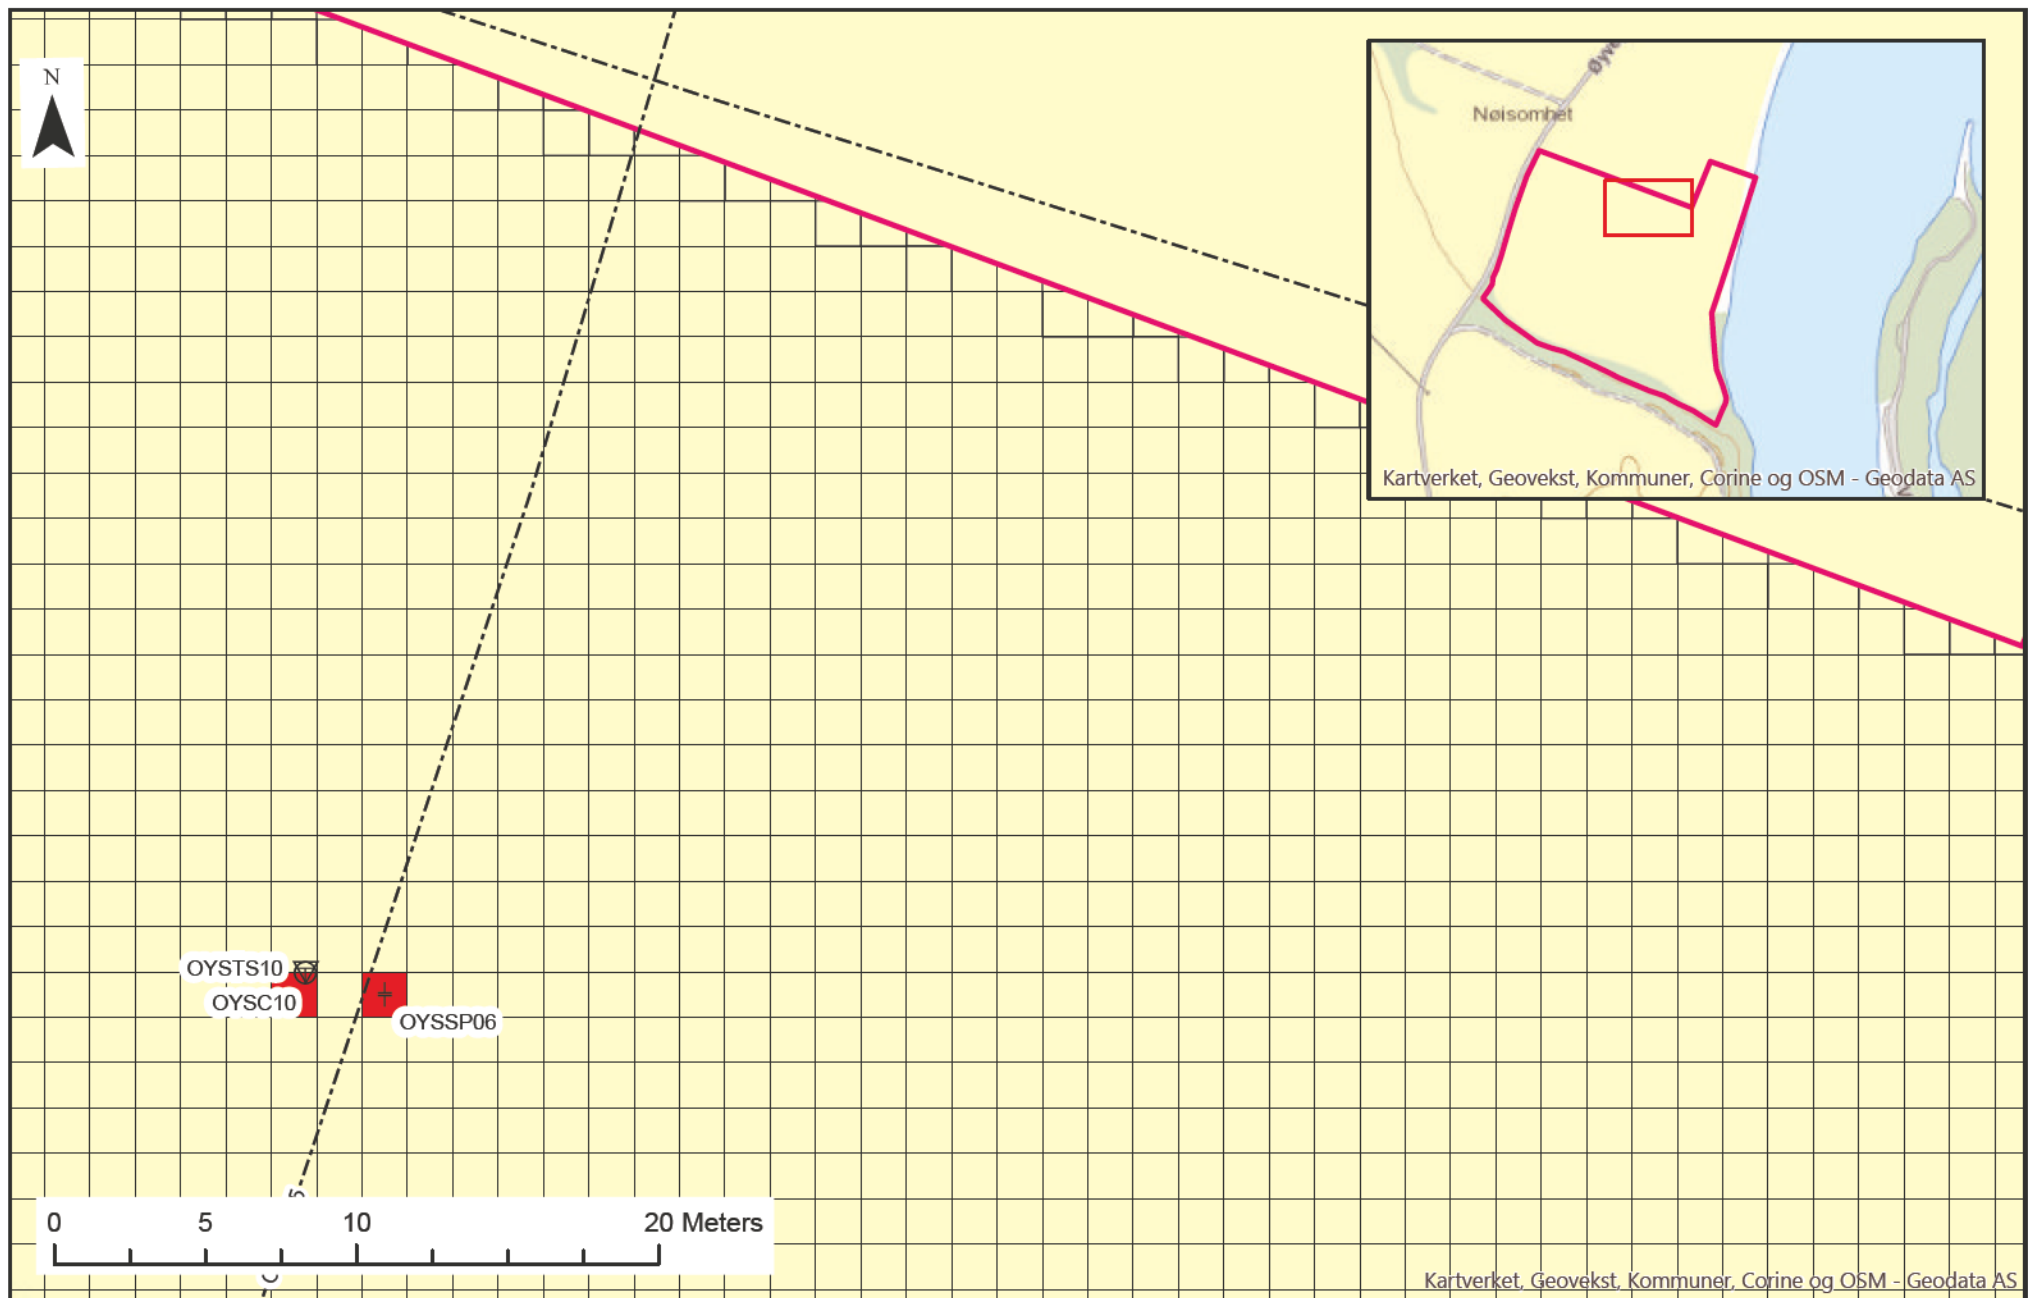 N
Nøisomhet
Kartverket, Geovekst, Kommuner, Corine og OSM - Geodata AS
OYSTS10
OYSC10
OYSSP06
0 5 10 20 Meters
Kartverket, Geovekst, Kommuner, Corine og OSM - Geodata AS